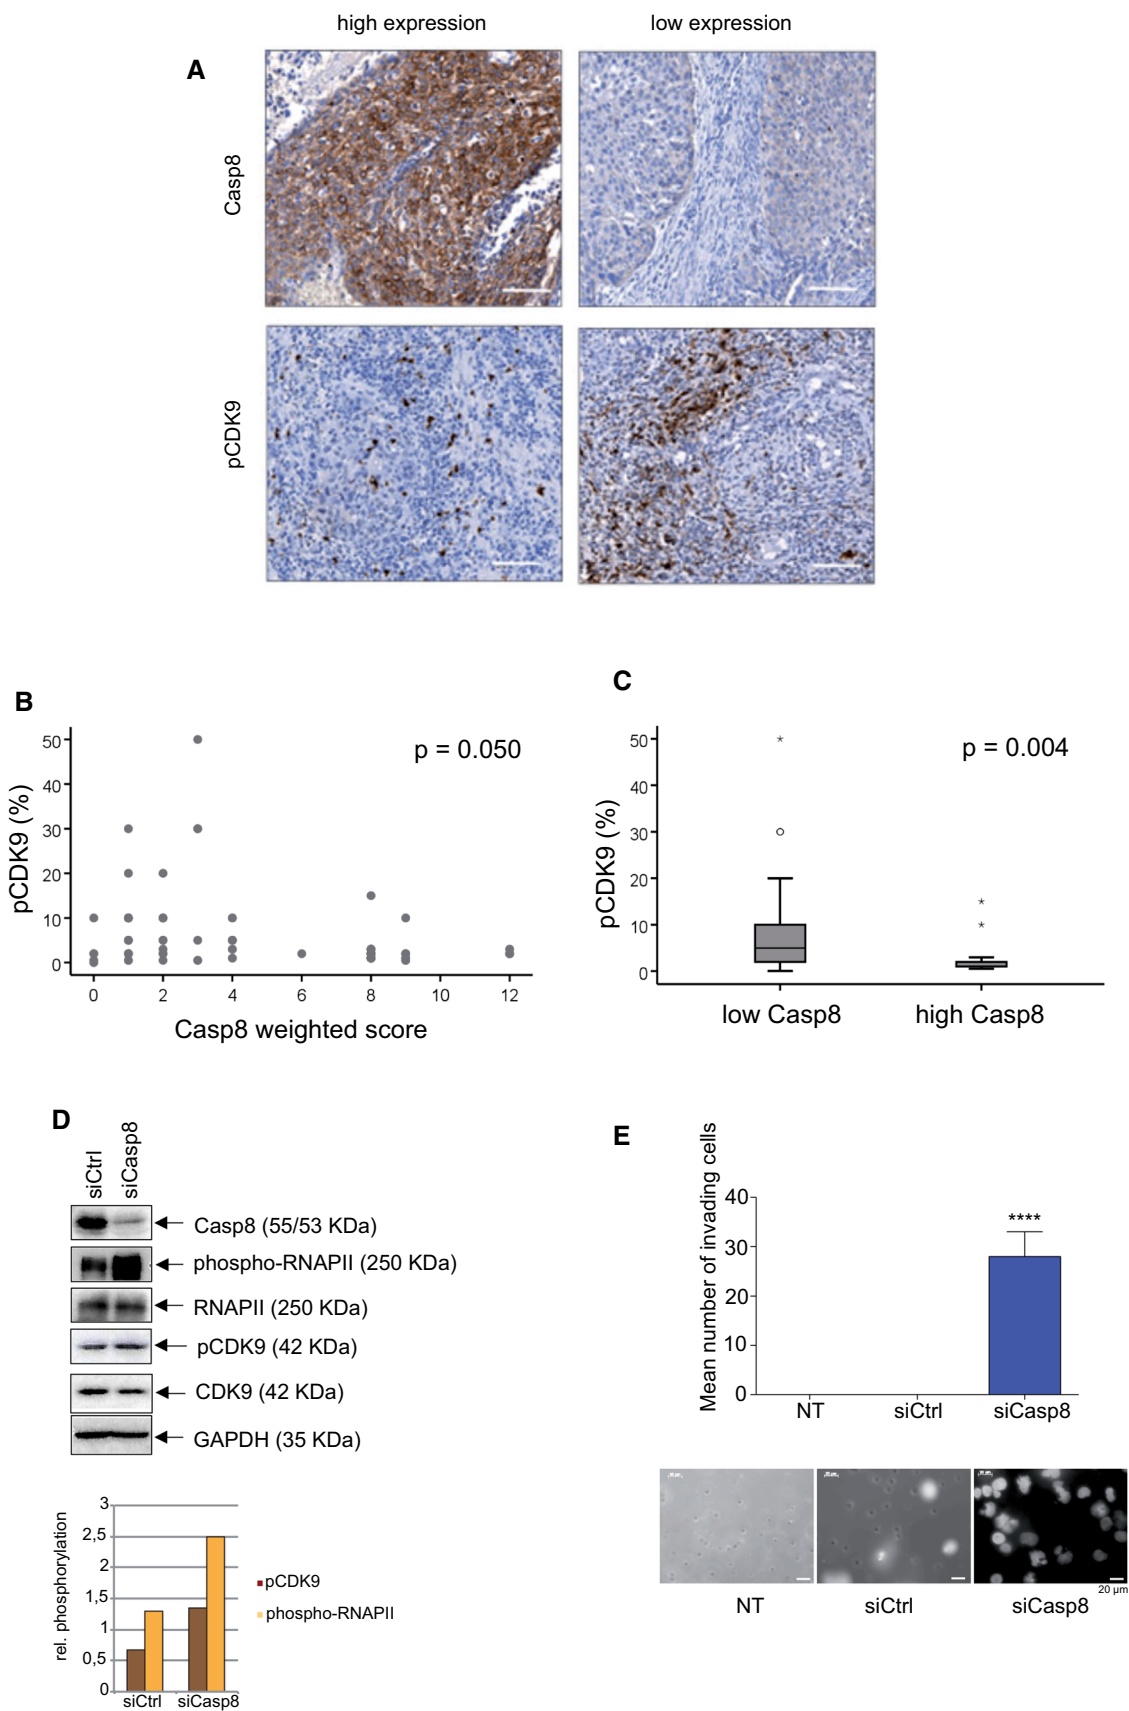 high expression
low expression
A
Casp8
pCDK9
B
p = 0.050
pCDK9 (%)
50
40
30
20
10
0
0
2
4
6
8
10
12
Casp8 weighted score
C
p = 0.004
pCDK9 (%)
50
40
30
20
10
0
*
*
*
low Casp8
high Casp8
D
siCtrl
siCasp8
Casp8 (55/53 KDa)
phospho-RNAPII (250 KDa)
RNAPII (250 KDa)
pCDK9 (42 KDa)
CDK9 (42 KDa)
GAPDH (35 KDa)
rel. phosphorylation
3
2,5
2
1,5
1
0,5
0
siCtrl
siCasp8
pCDK9
phospho-RNAPII
E
Mean number of invading cells
40
30
20
10
0
****
NT
siCtrl
siCasp8
20 µm
NT
siCtrl
siCasp8